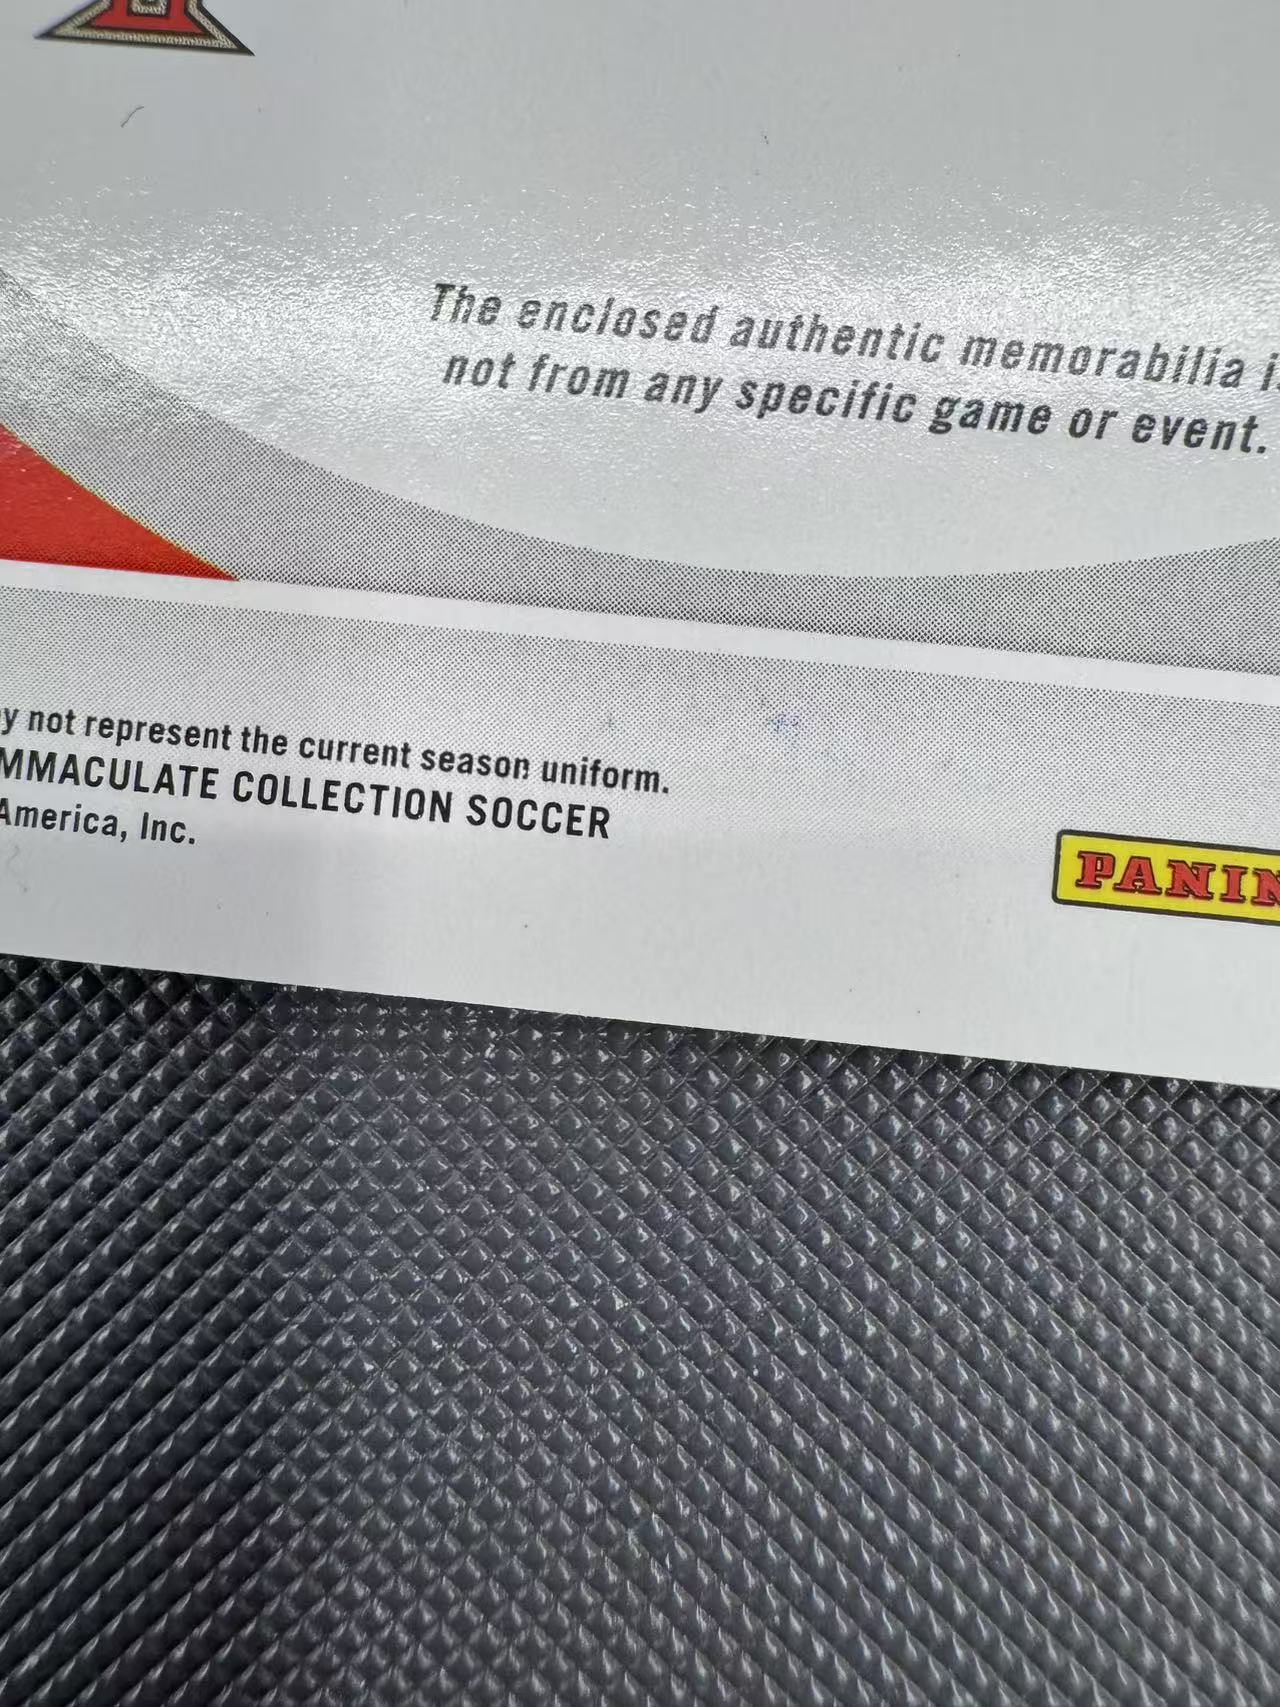 The enclosed authentic memorabilia i
not from any specific game or event.
y not represent the current season uniform.
MMACULATE COLLECTION SOCCER
America, Inc.
PANIN